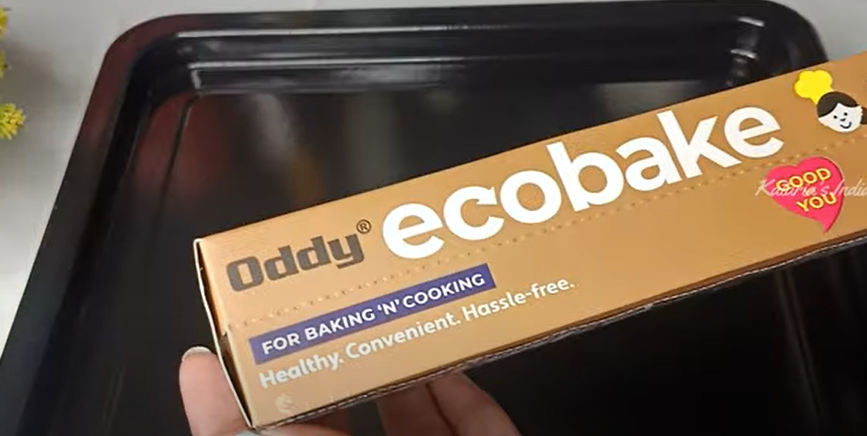 Oddy® ecobake
FOR BAKING 'N' COOKING
Healthy. Convenient. Hassle-free.
GOOD
YOU